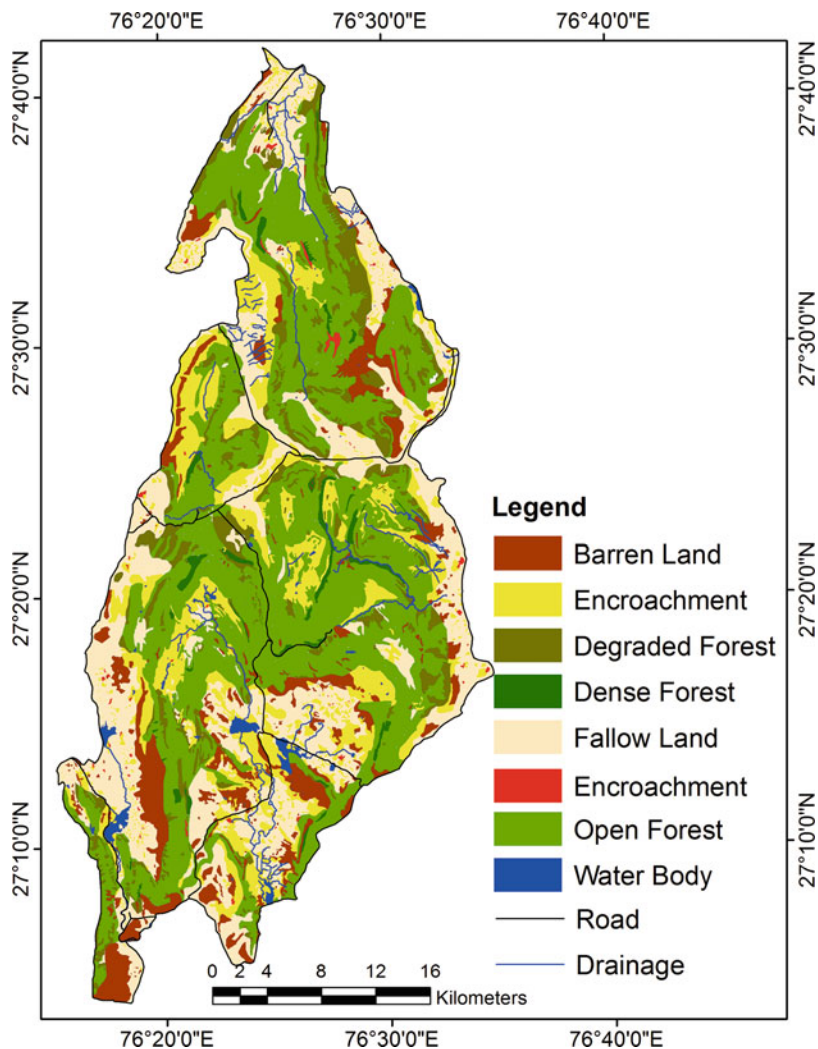 76°20'0"E 76°30'0"E 76°40'0"E
27°40'0"N 27°40'0"N
27°30'0"N 27°30'0"N
27°20'0"N 27°20'0"N
27°10'0"N 27°10'0"N
Legend
Barren Land
Encroachment
Degraded Forest
Dense Forest
Fallow Land
Encroachment
Open Forest
Water Body
Road
Drainage
0 2 4 8 12 16
Kilometers
76°20'0"E 76°30'0"E 76°40'0"E